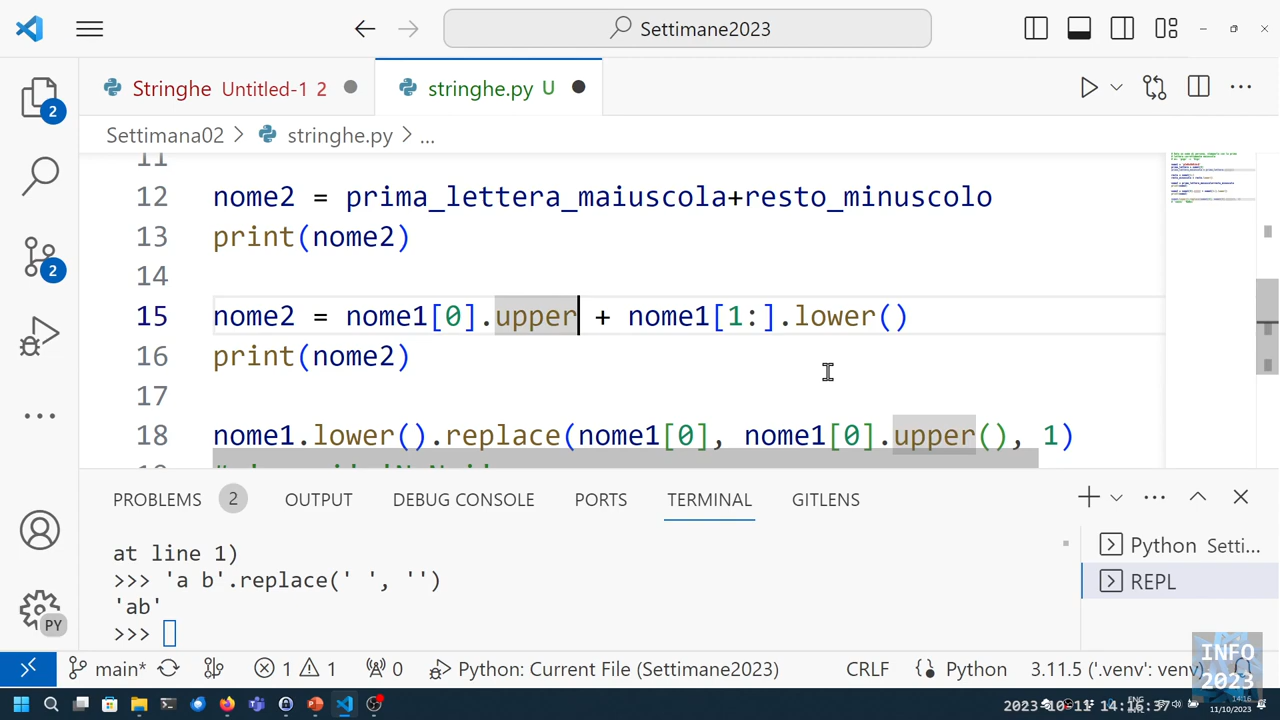 Settimane2023
Stringhe Untitled-1 2
stringhe.py U
Settimana02 > stringhe.py > ...
11
12 nome2 = prima_lettera_maiuscola+resto_minuscolo
13 print(nome2)
14
15 nome2 = nome1[0].upper + nome1[1:].lower()
16 print(nome2)
17
18 nome1.lower().replace(nome1[0], nome1[0].upper(), 1)
2
2
PY
PROBLEMS 2 OUTPUT DEBUG CONSOLE PORTS TERMINAL GITLENS
at line 1)
>>> 'a b'.replace(' ', '')
'ab'
>>>
Python Setti...
REPL
INFO
2023
main* 1 1 0 Python: Current File (Settimane2023) CRLF Python 3.11.5 ('.venv': venv)